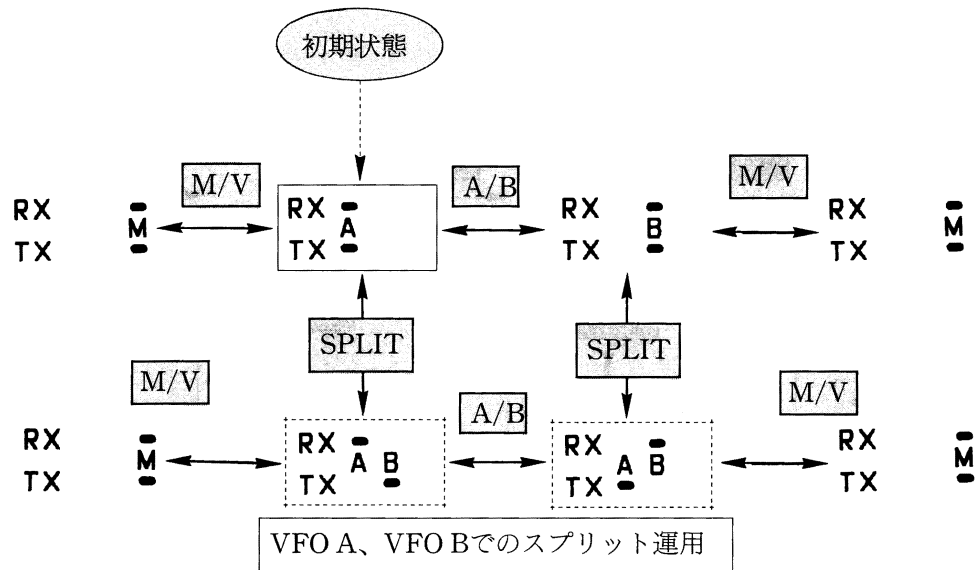 初期状態
M/V
A/B
M/V
RX
TX
M
RX
TX
A
RX
TX
B
RX
TX
M
SPLIT
SPLIT
M/V
A/B
M/V
RX
TX
M
RX
TX
A B
RX
TX
A B
RX
TX
M
VFO A、VFO Bでのスプリット運用